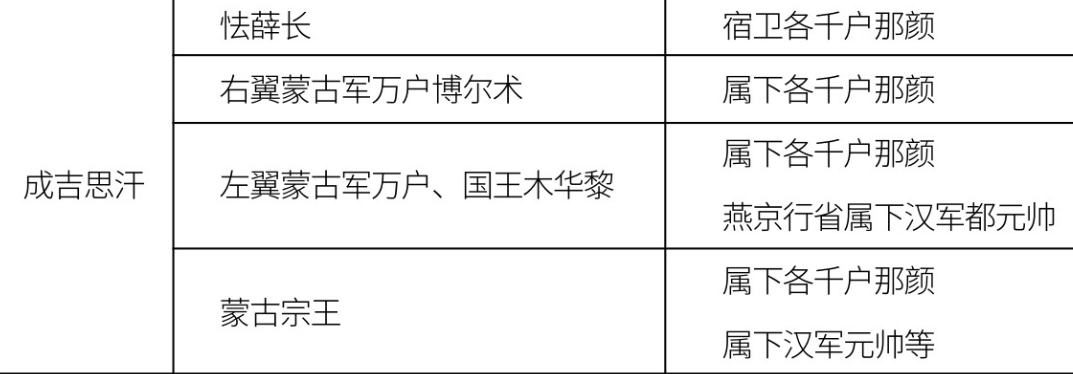 成吉思汗
怯薛长
宿卫各千户那颜
右翼蒙古军万户博尔术
属下各千户那颜
左翼蒙古军万户、国王木华黎
属下各千户那颜
燕京行省属下汉军都元帅
蒙古宗王
属下各千户那颜
属下汉军元帅等